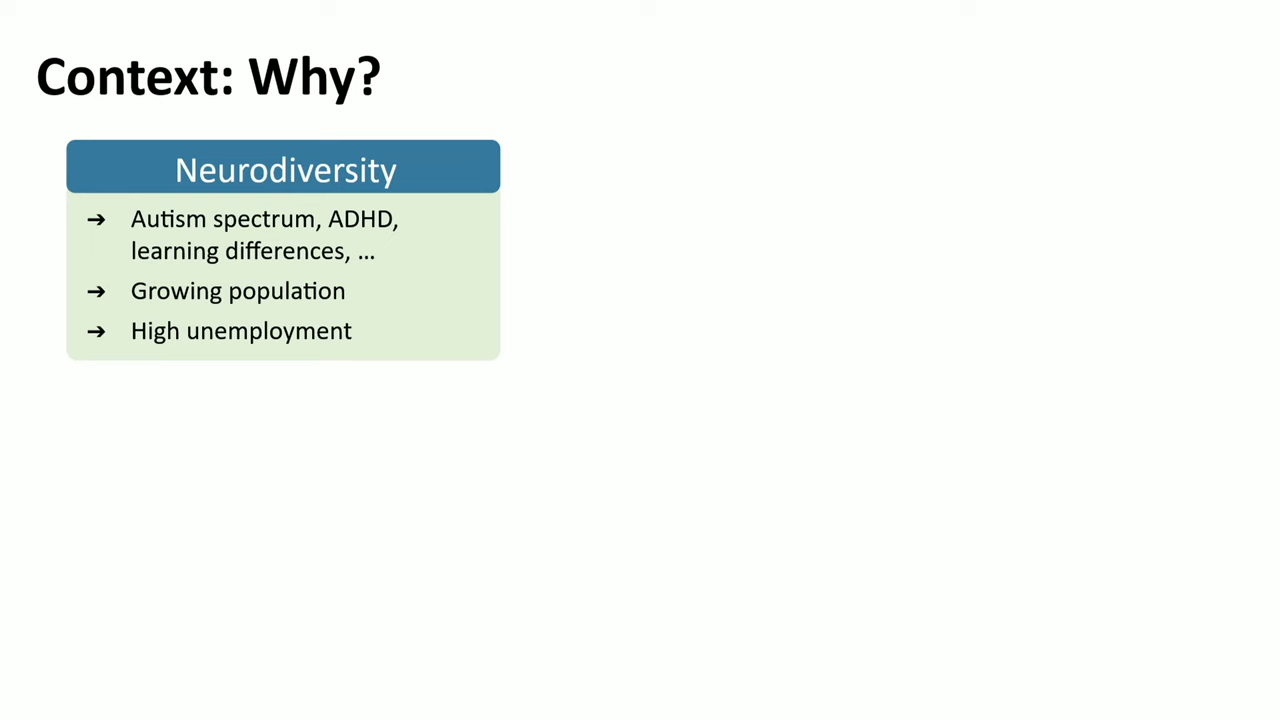 Context: Why?
Neurodiversity
➔ Autism spectrum, ADHD,
learning differences, ...
➔ Growing population
➔ High unemployment